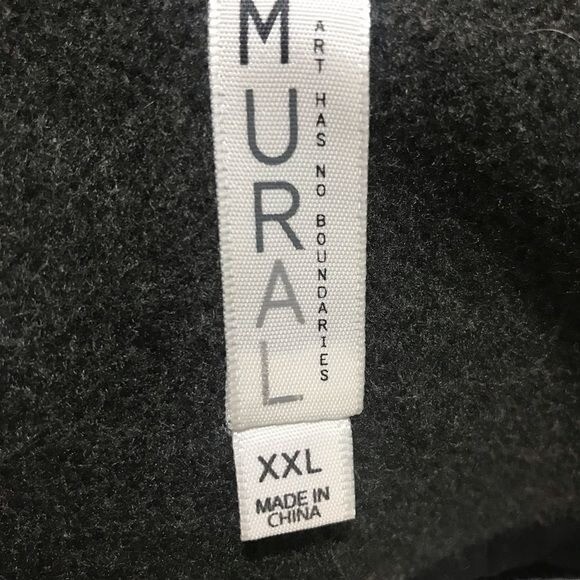 MURAL
ART HAS NO BOUNDARIES
XXL
MADE IN
CHINA